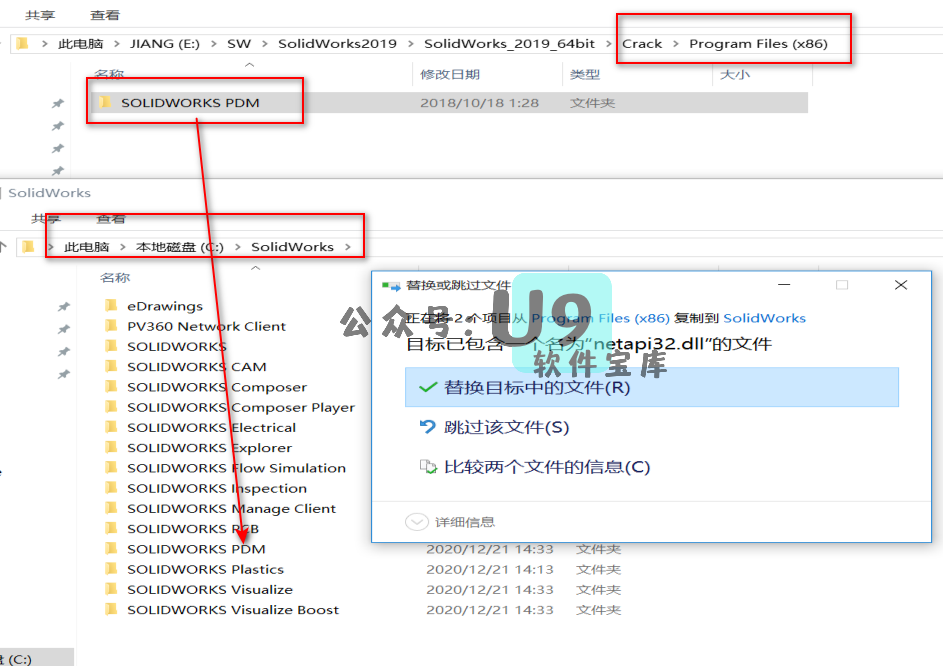 共享 查看
此电脑 > JIANG (E:) > SW > SolidWorks2019 > SolidWorks_2019_64bit > Crack > Program Files (x86)
名称 修改日期 类型 大小
SOLIDWORKS PDM 2018/10/18 1:28 文件夹
SolidWorks
共享 查看
此电脑 > 本地磁盘 (C:) > SolidWorks >
名称
eDrawings
PV360 Network Client
SOLIDWORKS
SOLIDWORKS CAM
SOLIDWORKS Composer
SOLIDWORKS Composer Player
SOLIDWORKS Electrical
SOLIDWORKS Explorer
SOLIDWORKS Flow Simulation
SOLIDWORKS Inspection
SOLIDWORKS Manage Client
SOLIDWORKS PCB
SOLIDWORKS PDM 2020/12/21 14:33 文件夹
SOLIDWORKS Plastics 2020/12/21 14:13 文件夹
SOLIDWORKS Visualize 2020/12/21 14:33 文件夹
SOLIDWORKS Visualize Boost 2020/12/21 14:33 文件夹
替换或跳过文件
正在将 2 个项目从 Program Files (x86) 复制到 SolidWorks
目标已包含一个名为"netapi32.dll"的文件
替换目标中的文件(R)
跳过该文件(S)
比较两个文件的信息(C)
详细信息
公众号:U9
软件宝库
(C:)